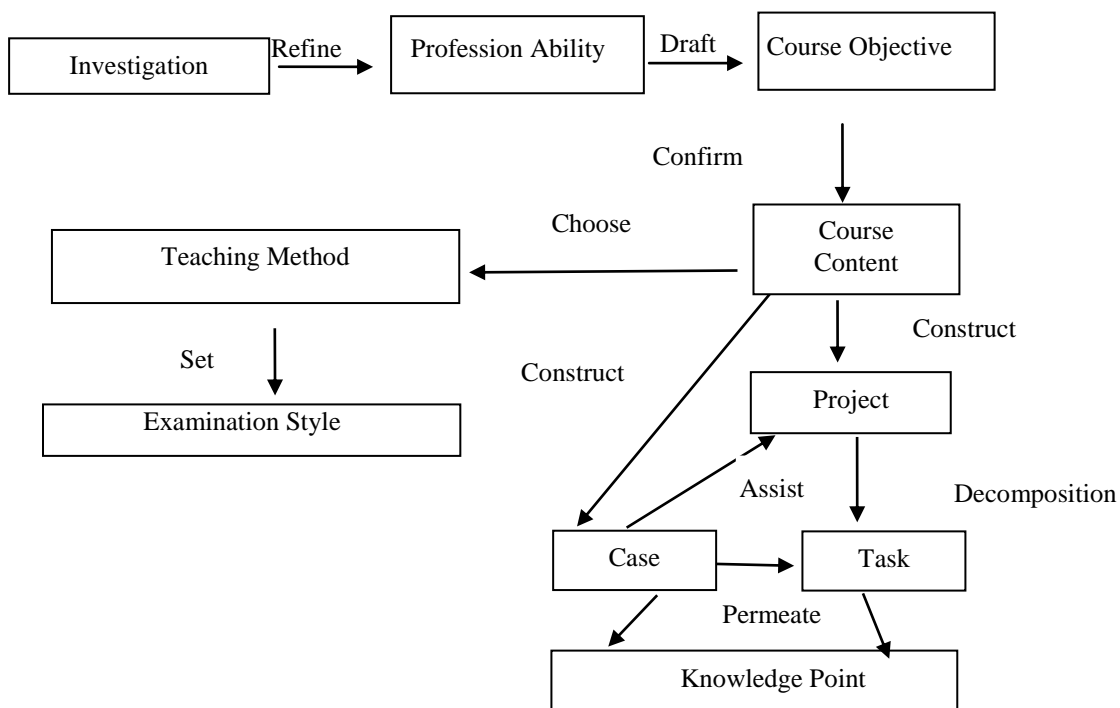 Investigation
Refine
Profession Ability
Draft
Course Objective
Confirm
Choose
Course
Content
Teaching Method
Set
Construct
Construct
Examination Style
Project
Assist
Decomposition
Case
Task
Permeate
Knowledge Point